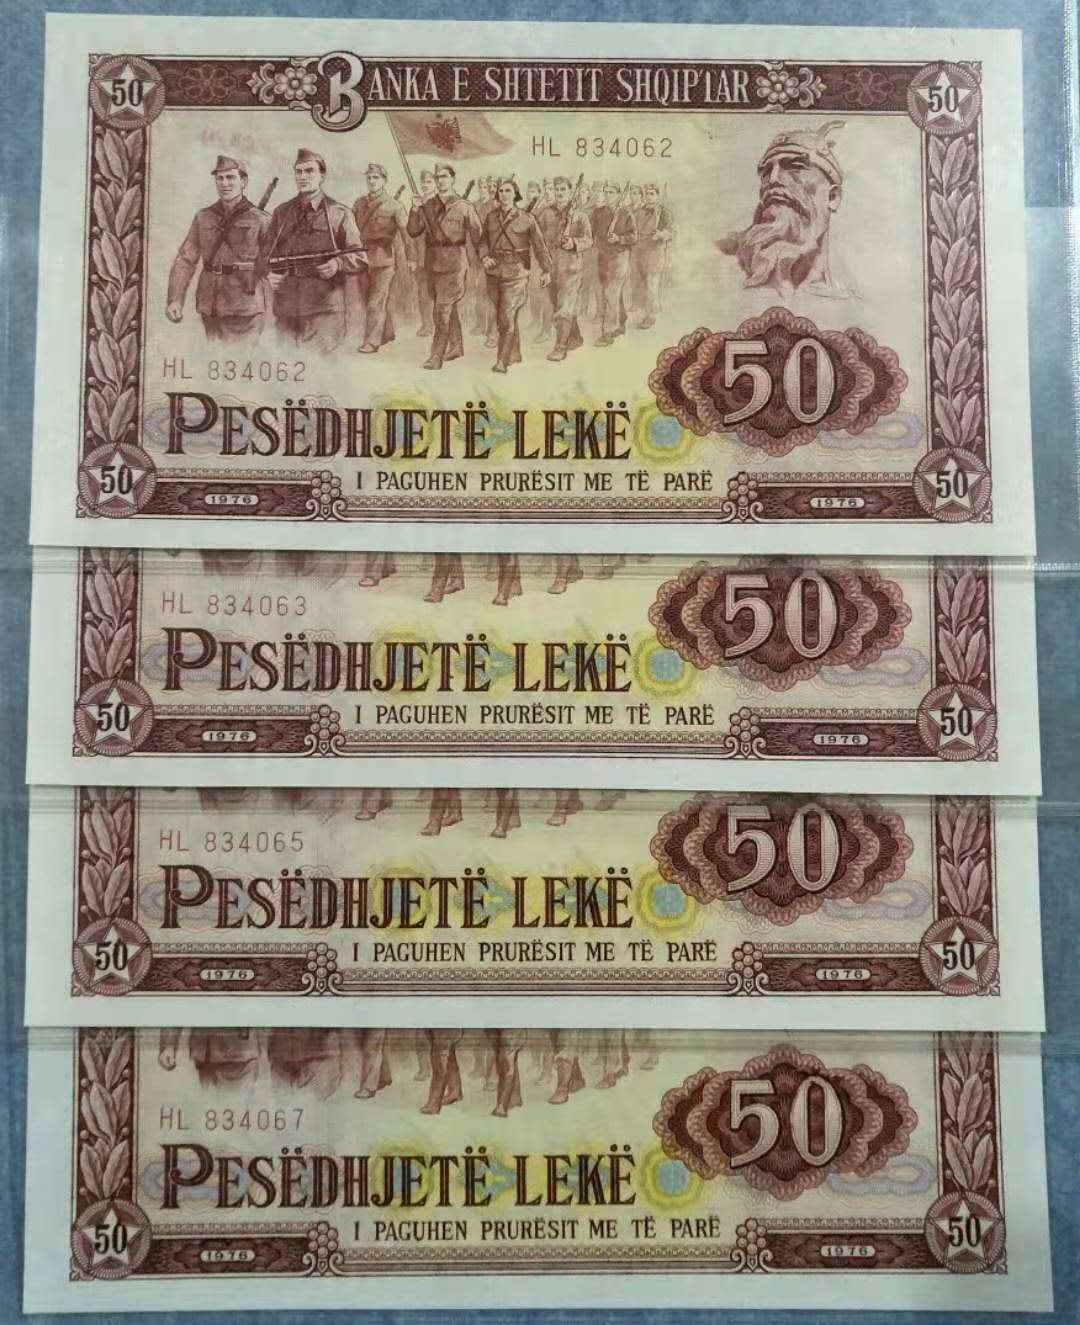 50 BANKA E SHTETIT SHQIPTAR 50
HL 834062
HL 834062
50
PESËDHJETË LEKË
50 I PAGUHEN PRURËSIT ME TË PARË 50
1976 1976
HL 834063
50
PESËDHJETË LEKË
50 I PAGUHEN PRURËSIT ME TË PARË 50
1976 1976
HL 834065
50
PESËDHJETË LEKË
50 I PAGUHEN PRURËSIT ME TË PARË 50
1976 1976
HL 834067
50
PESËDHJETË LEKË
50 I PAGUHEN PRURËSIT ME TË PARË 50
1976 1976